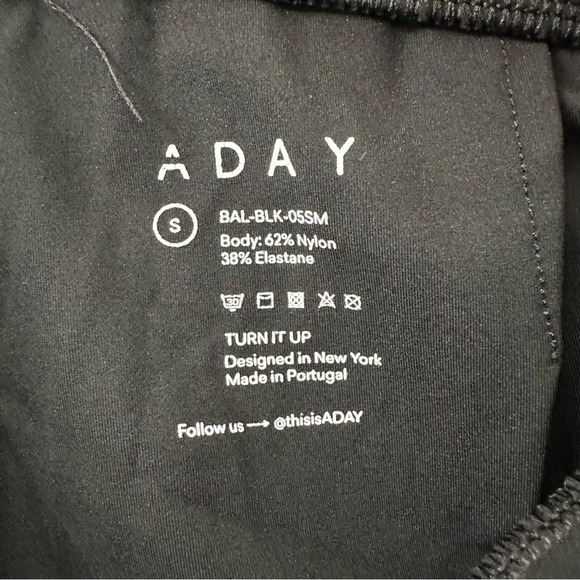 ADAY
S
BAL-BLK-05SM
Body: 62% Nylon
38% Elastane
30
TURN IT UP
Designed in New York
Made in Portugal
Follow us → @thisisADAY